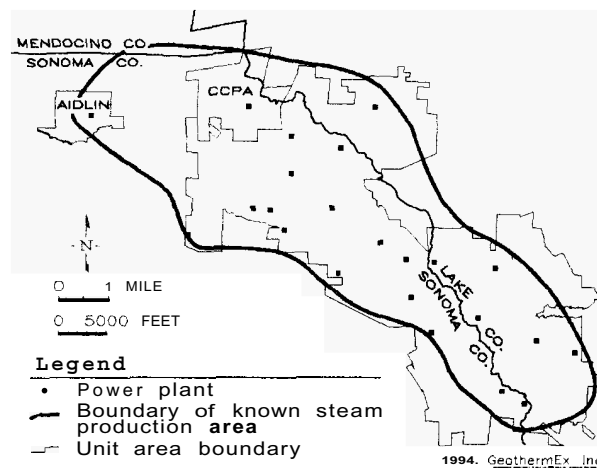 MENDOCINO CO.
SONOMA CO.
CCPA
AIDLIN
N
0 1 MILE
0 5000 FEET
LAKE CO.
SONOMA CO.
Legend
Power plant
Boundary of known steam
production area
Unit area boundary
1994. GeothermEx Inc